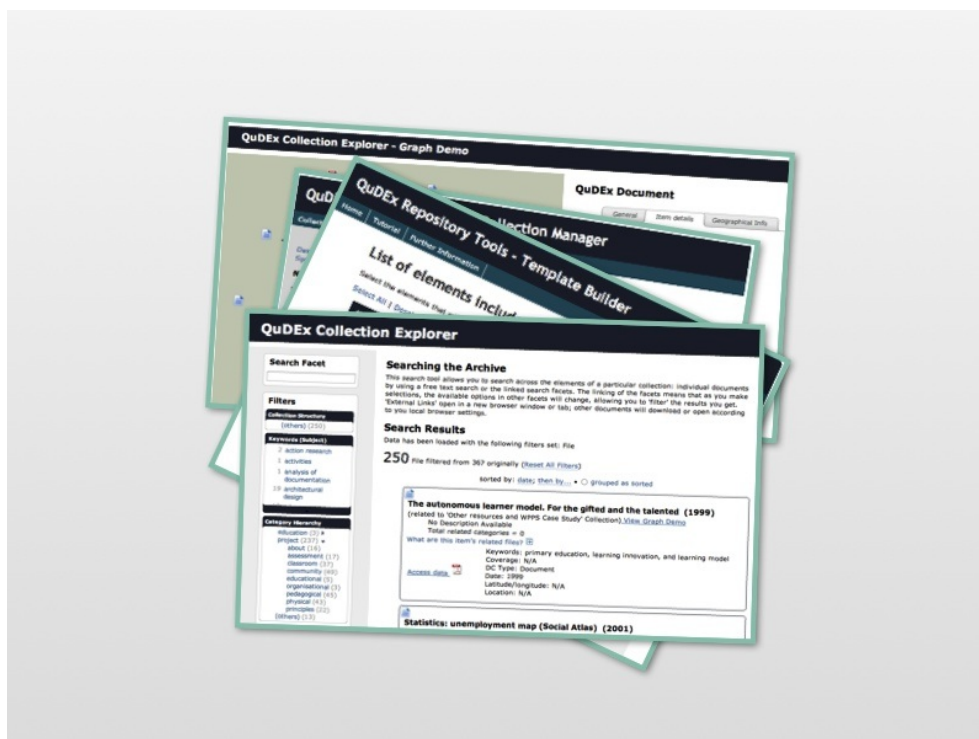 QuDEx Collection Explorer - Graph Demo
QuDEx Document
General
Item details
Geographical Info
QuD
Collection Manager
Collec
QuDEx Repository Tools - Template Builder
Home
Tutorial
Further Information
List of elements includ
Select the elements that
Select All |
QuDEx Collection Explorer
Search Facet
Filters
Collection Structure
(others) (250)
Keywords (Subject)
2 action research
1 activities
1 analysis of
documentation
19 architectural
design
Category Hierarchy
education (3)
project (237)
about (16)
assessment (17)
classroom (37)
community (49)
educational (5)
organisational (3)
pedagogical (45)
physical (43)
principles (22)
(others) (13)
Searching the Archive
This search tool allows you to search across the elements of a particular collection: individual documents
by using a free text search or the linked search facets. The linking of the facets means that as you make
selections, the available options in other facets will change, allowing you to 'filter' the results you get.
'External Links' open in a new browser window or tab; other documents will download or open according
to you local browser settings.
Search Results
Data has been loaded with the following filters set: File
250 File filtered from 367 originally (Reset All Filters)
sorted by: date; then by... • grouped as sorted
The autonomous learner model. For the gifted and the talented (1999)
(related to 'Other resources and WPPS Case Study' Collection) View Graph Demo
No Description Available
Total related categories = 0
What are this item's related files?
Keywords: primary education, learning innovation, and learning model
Coverage: N/A
DC Type: Document
Access data
Date: 1999
Latitude/longitude: N/A
Location: N/A
Statistics: unemployment map (Social Atlas) (2001)